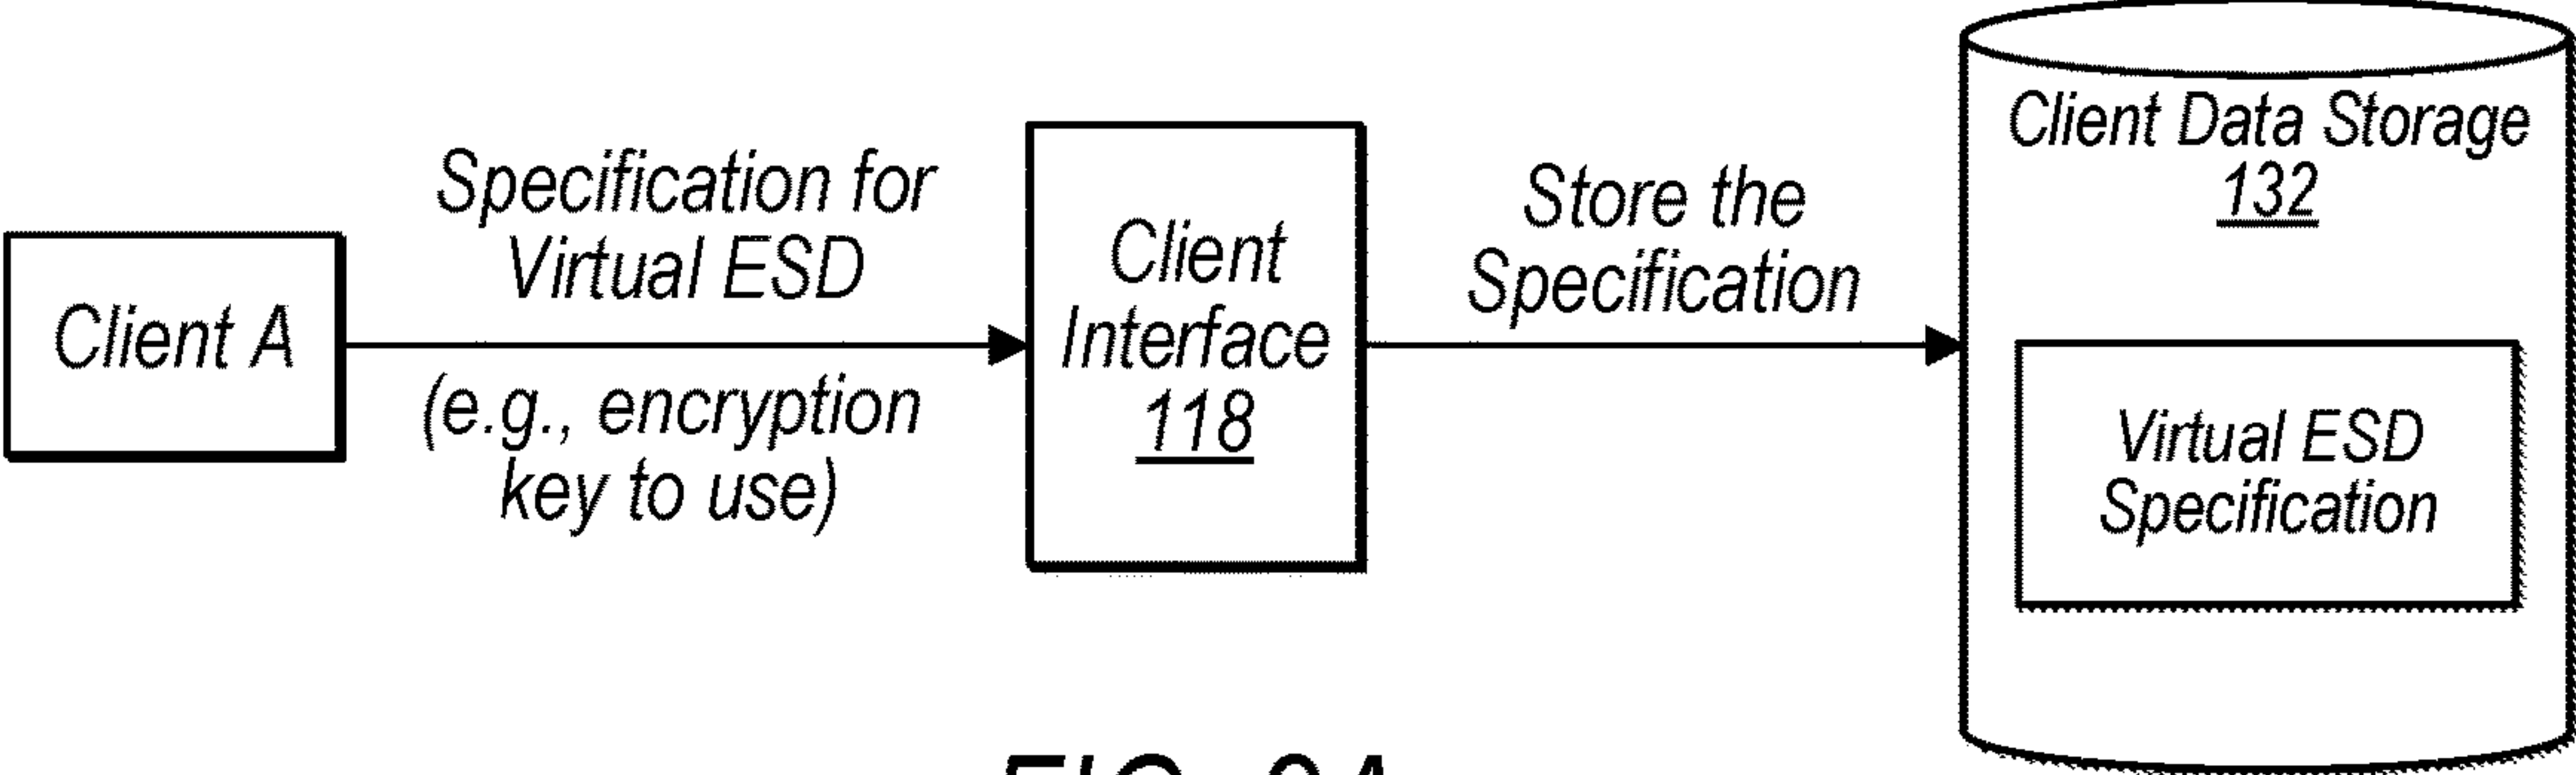 Client A
Specification for
Virtual ESD
(e.g., encryption
key to use)
Client
Interface
118
Store the
Specification
Client Data Storage
132
Virtual ESD
Specification